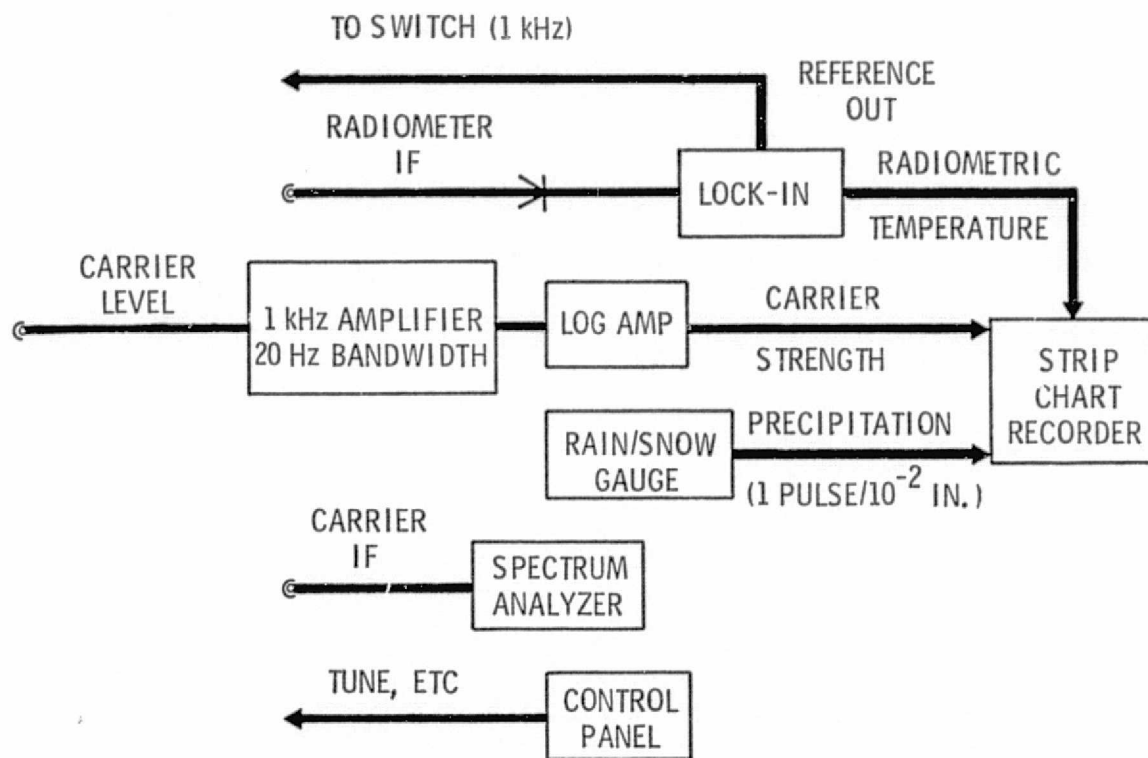 TO SWITCH (1 kHz)
REFERENCE
OUT
RADIOMETER
IF
LOCK-IN
RADIOMETRIC
TEMPERATURE
CARRIER
LEVEL
1 kHz AMPLIFIER
20 Hz BANDWIDTH
LOG AMP
CARRIER
STRENGTH
STRIP
CHART
RECORDER
RAIN/SNOW
GAUGE
PRECIPITATION
(1 PULSE/10⁻² IN.)
CARRIER
IF
SPECTRUM
ANALYZER
TUNE, ETC
CONTROL
PANEL